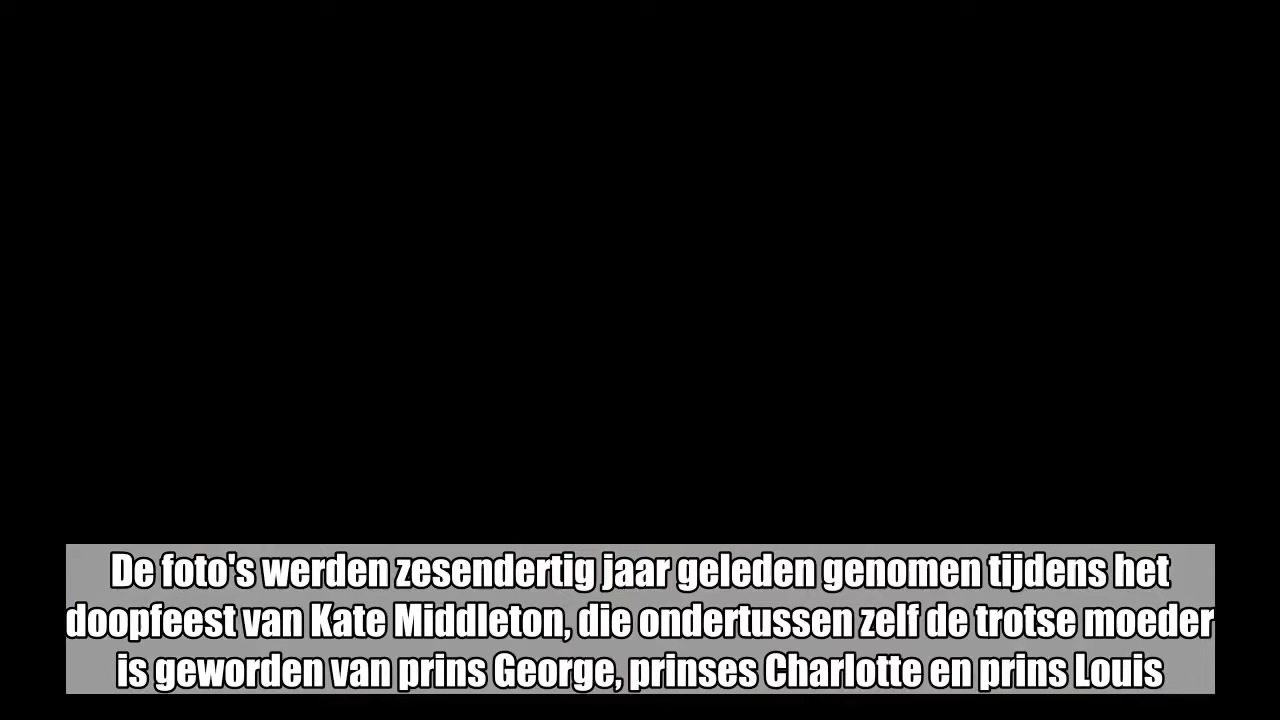 De foto's werden zesendertig jaar geleden genomen tijdens het
doopfeest van Kate Middleton, die ondertussen zelf de trotse moeder
is geworden van prins George, prinses Charlotte en prins Louis